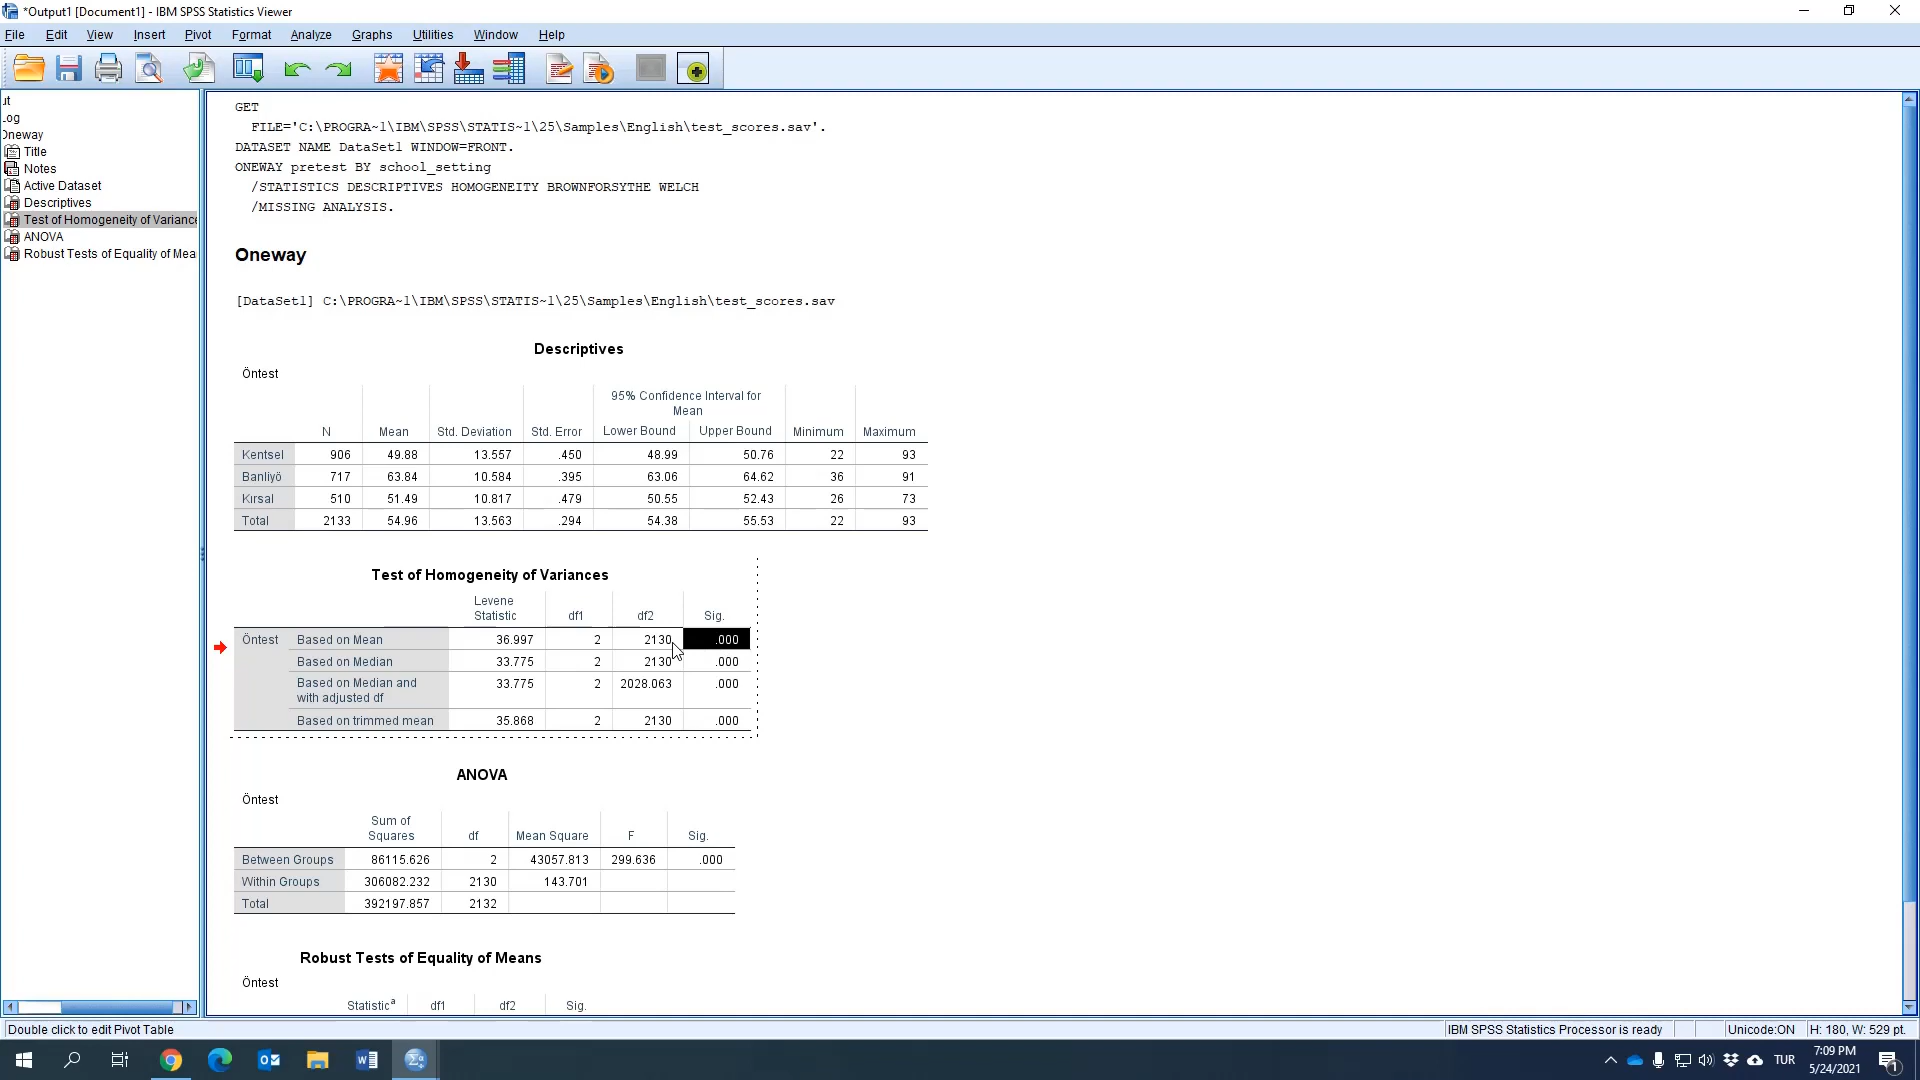 *Output1 [Document1] - IBM SPSS Statistics Viewer
File Edit View Insert Pivot Format Analyze Graphs Utilities Window Help
ut
Log
Oneway
Title
Notes
Active Dataset
Descriptives
Test of Homogeneity of Variance
ANOVA
Robust Tests of Equality of Mea
GET
FILE='C:\PROGRA~1\IBM\SPSS\STATIS~1\25\Samples\English\test_scores.sav'.
DATASET NAME DataSet1 WINDOW=FRONT.
ONEWAY pretest BY school_setting
/STATISTICS DESCRIPTIVES HOMOGENEITY BROWNFORSYTHE WELCH
/MISSING ANALYSIS.
Oneway
[DataSet1] C:\PROGRA~1\IBM\SPSS\STATIS~1\25\Samples\English\test_scores.sav
Descriptives
Öntest
95% Confidence Interval for
Mean
N Mean Std. Deviation Std. Error Lower Bound Upper Bound Minimum Maximum
Kentsel 906 49.88 13.557 .450 48.99 50.76 22 93
Banliyö 717 63.84 10.584 .395 63.06 64.62 36 91
Kırsal 510 51.49 10.817 .479 50.55 52.43 26 73
Total 2133 54.96 13.563 .294 54.38 55.53 22 93
Test of Homogeneity of Variances
Levene
Statistic df1 df2 Sig.
Öntest Based on Mean 36.997 2 2130 .000
Based on Median 33.775 2 2130 .000
Based on Median and
with adjusted df 33.775 2 2028.063 .000
Based on trimmed mean 35.868 2 2130 .000
ANOVA
Öntest
Sum of
Squares df Mean Square F Sig.
Between Groups 86115.626 2 43057.813 299.636 .000
Within Groups 306082.232 2130 143.701
Total 392197.857 2132
Robust Tests of Equality of Means
Öntest
Statistic^a df1 df2 Sig.
Double click to edit Pivot Table
IBM SPSS Statistics Processor is ready
Unicode:ON
H: 180, W: 529 pt.
TUR
7:09 PM
5/24/2021
1